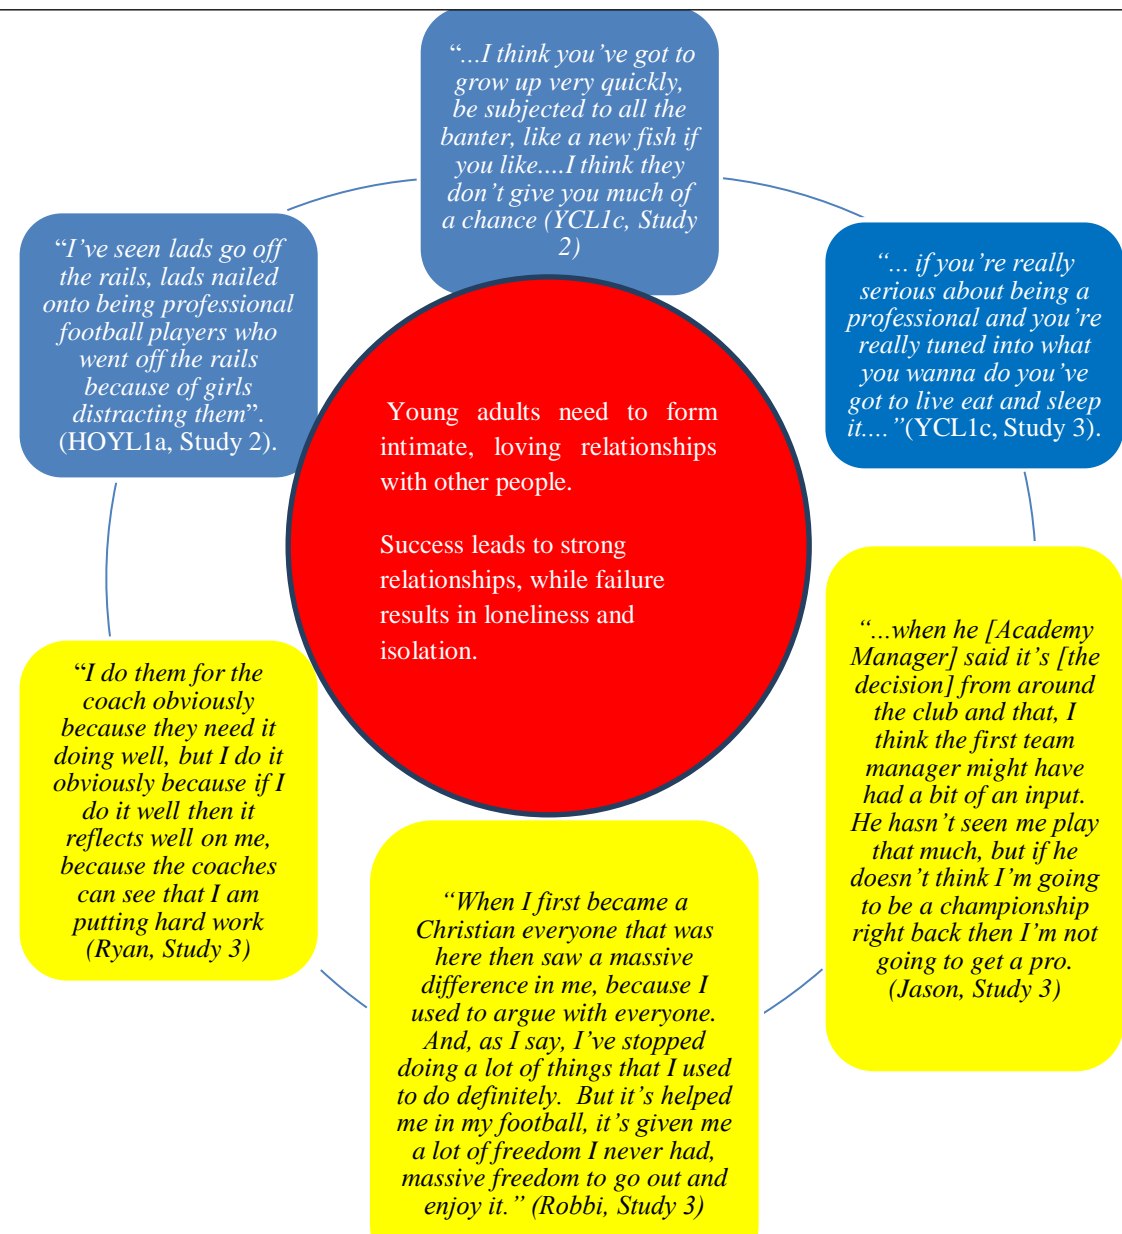 “...I think you’ve got to
grow up very quickly,
be subjected to all the
banter, like a new fish if
you like....I think they
don’t give you much of
a chance (YCL1c, Study
2)
“... if you’re really
serious about being a
professional and you’re
really tuned into what
you wanna do you’ve
got to live eat and sleep
it....”(YCL1c, Study 3).
“...when he [Academy
Manager] said it’s [the
decision] from around
the club and that, I
think the first team
manager might have
had a bit of an input.
He hasn’t seen me play
that much, but if he
doesn’t think I’m going
to be a championship
right back then I’m not
going to get a pro.
(Jason, Study 3)
“When I first became a
Christian everyone that was
here then saw a massive
difference in me, because I
used to argue with everyone.
And, as I say, I’ve stopped
doing a lot of things that I used
to do definitely.  But it’s helped
me in my football, it’s given me
a lot of freedom I never had,
massive freedom to go out and
enjoy it.” (Robbi, Study 3)
“I do them for the
coach obviously
because they need it
doing well, but I do it
obviously because if I
do it well then it
reflects well on me,
because the coaches
can see that I am
putting hard work
(Ryan, Study 3)
“I’ve seen lads go off
the rails, lads nailed
onto being professional
football players who
went off the rails
because of girls
distracting them”.
(HOYL1a, Study 2).
Young adults need to form
intimate, loving relationships
with other people.
Success leads to strong
relationships, while failure
results in loneliness and
isolation.